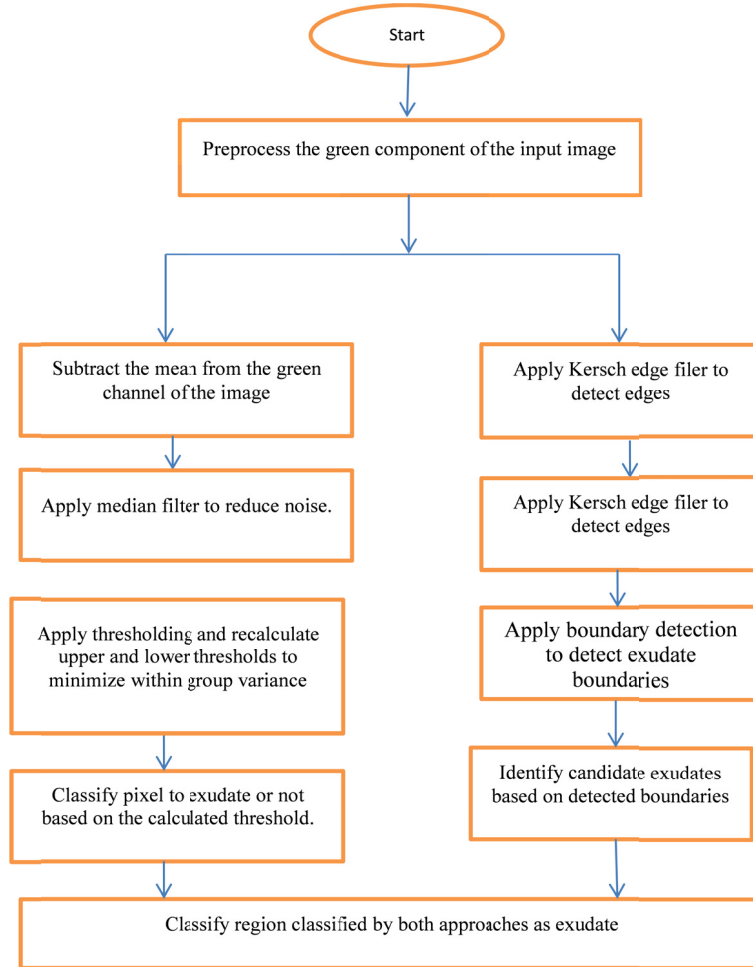 Start
Preprocess the green component of the input image
Subtract the mean from the green
channel of the image
Apply median filter to reduce noise.
Apply thresholding and recalculate
upper and lower thresholds to
minimize within group variance
Classify pixel to exudate or not
based on the calculated threshold.
Apply Kersch edge filer to
detect edges
Apply Kersch edge filer to
detect edges
Apply boundary detection
to detect exudate
boundaries
Identify candidate exudates
based on detected boundaries
Classify region classified by both approaches as exudate